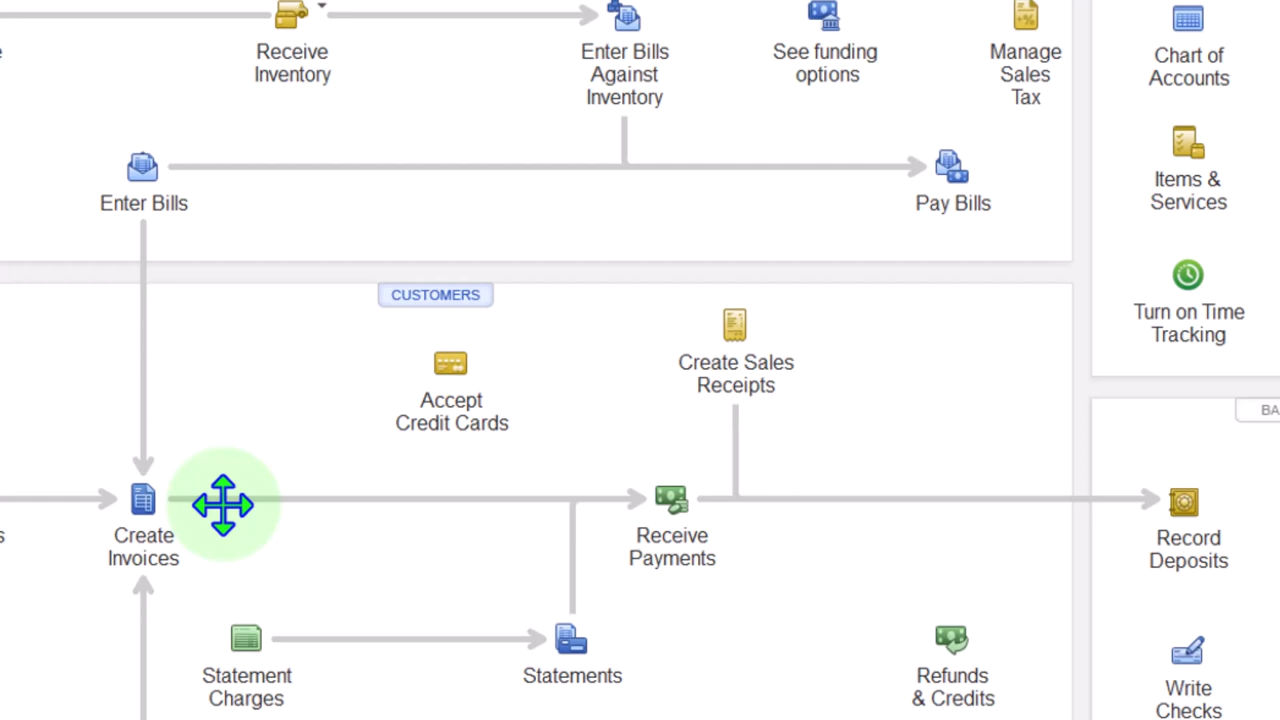 Receive
Inventory
Enter Bills
Against
Inventory
See funding
options
Manage
Sales
Tax
Chart of
Accounts
Enter Bills
Pay Bills
Items &
Services
Turn on Time
Tracking
CUSTOMERS
Create Sales
Receipts
Accept
Credit Cards
Create
Invoices
Receive
Payments
Record
Deposits
Statement
Charges
Statements
Refunds
& Credits
Write
Checks